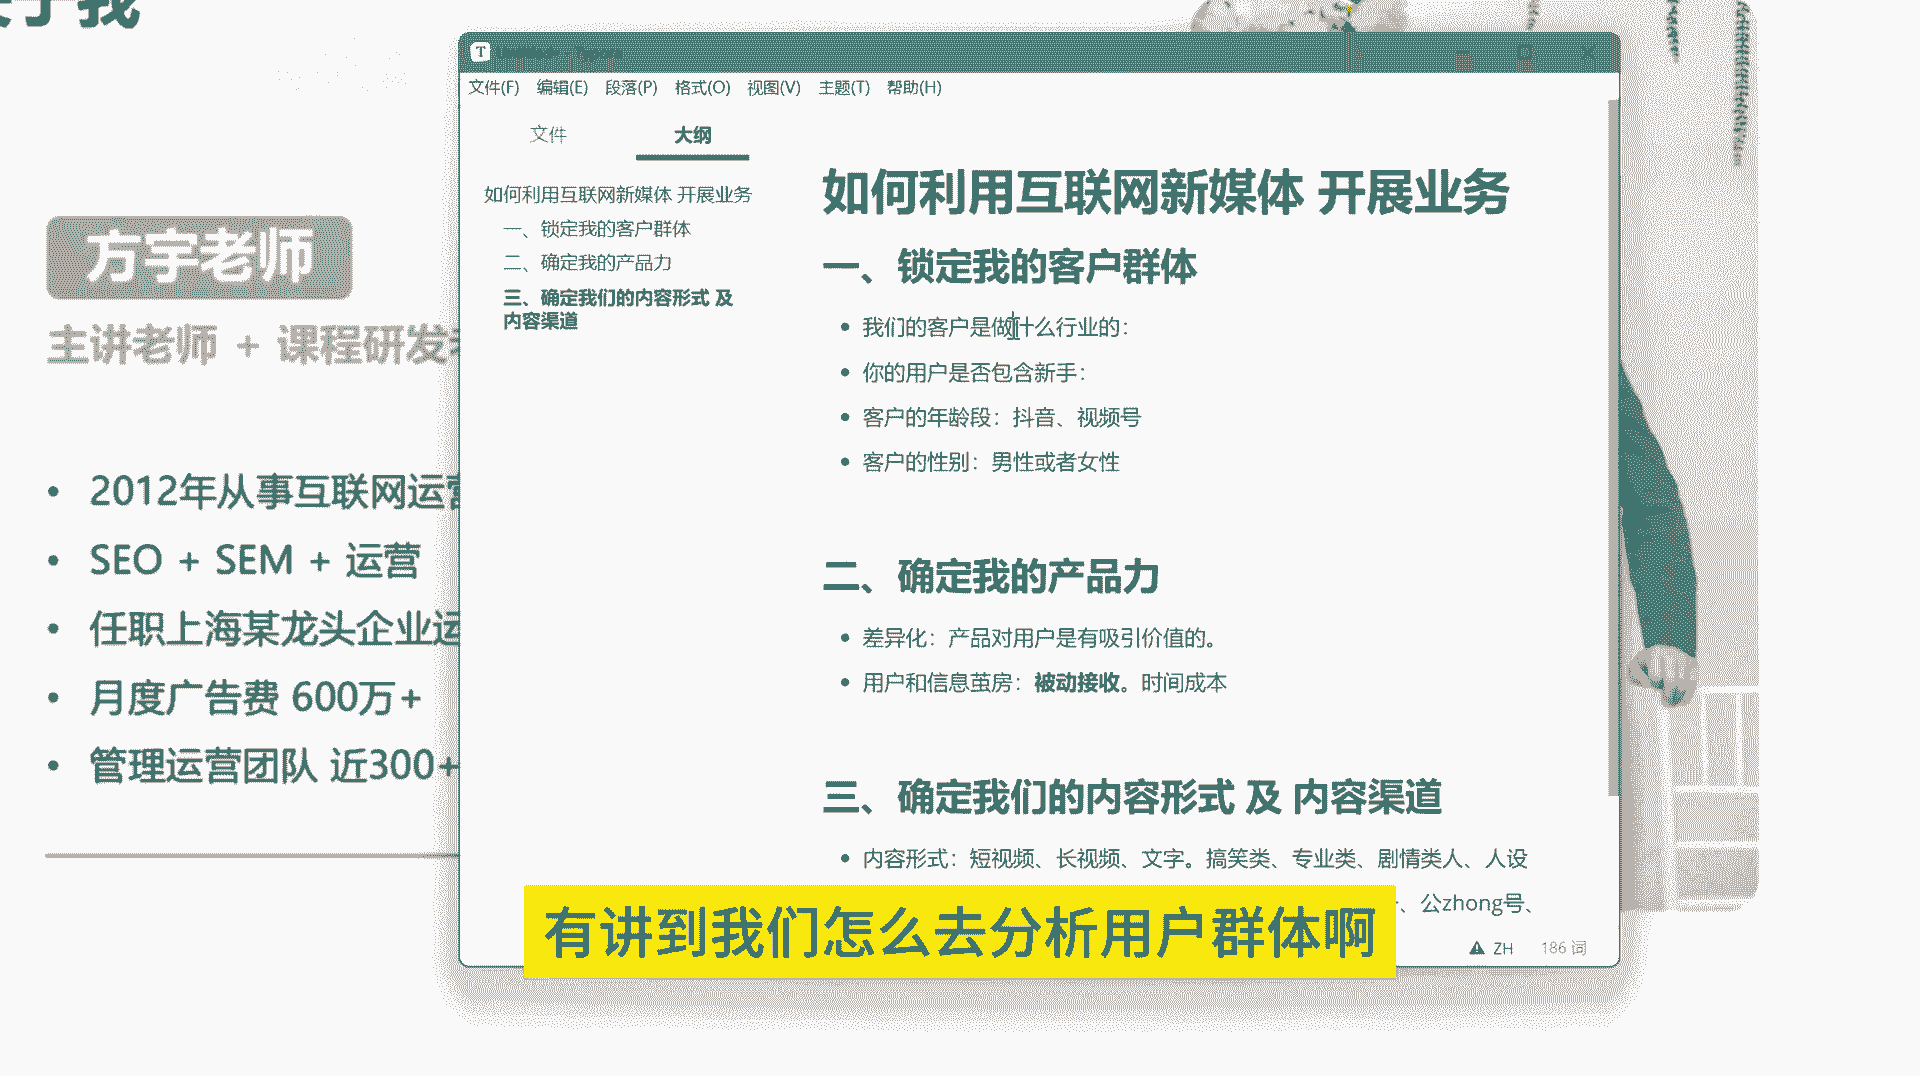 方宇老师
主讲老师 + 课程研发
2012年从事互联网运营
SEO + SEM + 运营
任职上海某龙头企业运
月度广告费 600万+
管理运营团队 近300+
文件(F) 编辑(E) 段落(P) 格式(O) 视图(V) 主题(T) 帮助(H)
文件 大纲
如何利用互联网新媒体 开展业务
一、锁定我的客户群体
二、确定我的产品力
三、确定我们的内容形式 及
内容渠道
如何利用互联网新媒体 开展业务
一、锁定我的客户群体
我们的客户是做什么行业的：
你的用户是否包含新手：
客户的年龄段：抖音、视频号
客户的性别：男性或者女性
二、确定我的产品力
差异化：产品对用户是有吸引价值的。
用户和信息茧房：被动接收。时间成本
三、确定我们的内容形式 及 内容渠道
内容形式：短视频、长视频、文字。搞笑类、专业类、剧情类人、人设
、公zhong号、
ZH 186 词
有讲到我们怎么去分析用户群体啊